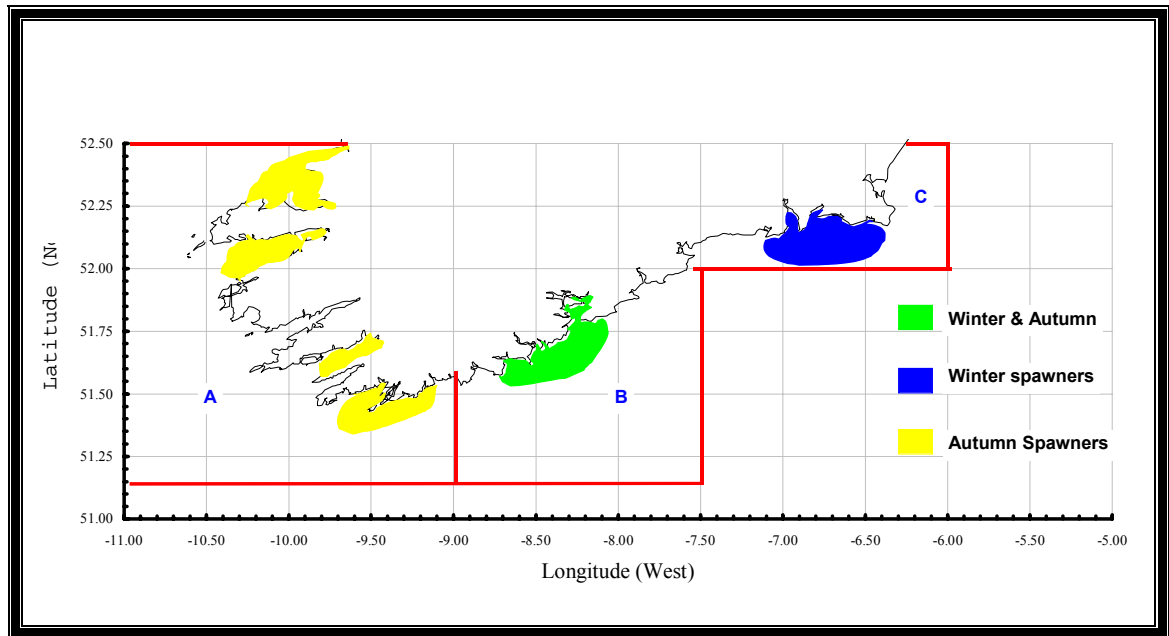 52.50
52.25
52.00
51.75
51.50
51.25
51.00
Latitude (N
A
B
C
Winter & Autumn
Winter spawners
Autumn Spawners
-11.00 -10.50 -10.00 -9.50 -9.00 -8.50 -8.00 -7.50 -7.00 -6.50 -6.00 -5.50 -5.00
Longitude (West)